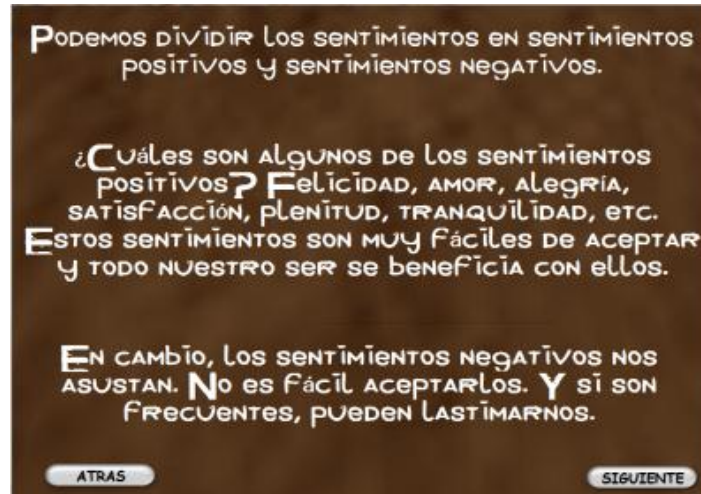 Podemos dividir los sentimientos en sentimientos
positivos y sentimientos negativos.
¿Cuáles son algunos de los sentimientos
positivos? Felicidad, amor, alegría,
satisfacción, plenitud, tranquilidad, etc.
Estos sentimientos son muy fáciles de aceptar
y todo nuestro ser se beneficia con ellos.
En cambio, los sentimientos negativos nos
asustan. No es fácil aceptarlos. Y si son
frecuentes, pueden lastimarnos.
ATRAS
SIGUIENTE